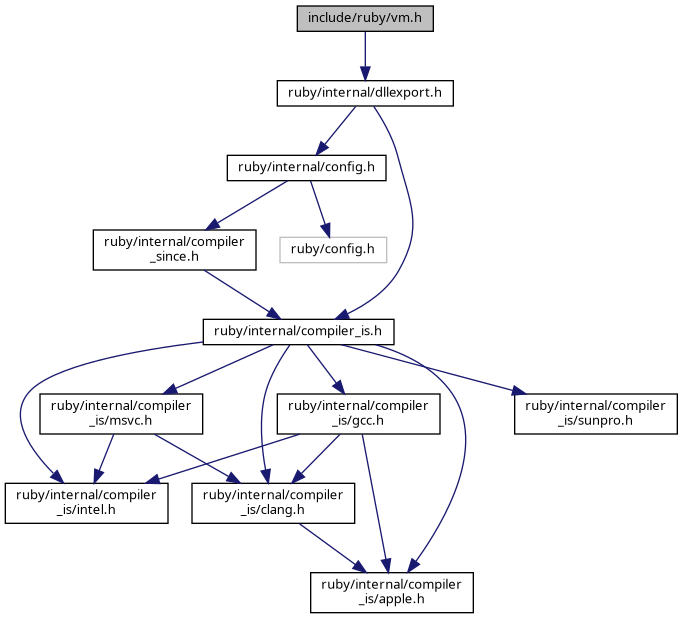 include/ruby/vm.h
ruby/internal/dllexport.h
ruby/internal/config.h
ruby/internal/compiler
_since.h
ruby/config.h
ruby/internal/compiler_is.h
ruby/internal/compiler
_is/msvc.h
ruby/internal/compiler
_is/gcc.h
ruby/internal/compiler
_is/sunpro.h
ruby/internal/compiler
_is/intel.h
ruby/internal/compiler
_is/clang.h
ruby/internal/compiler
_is/apple.h